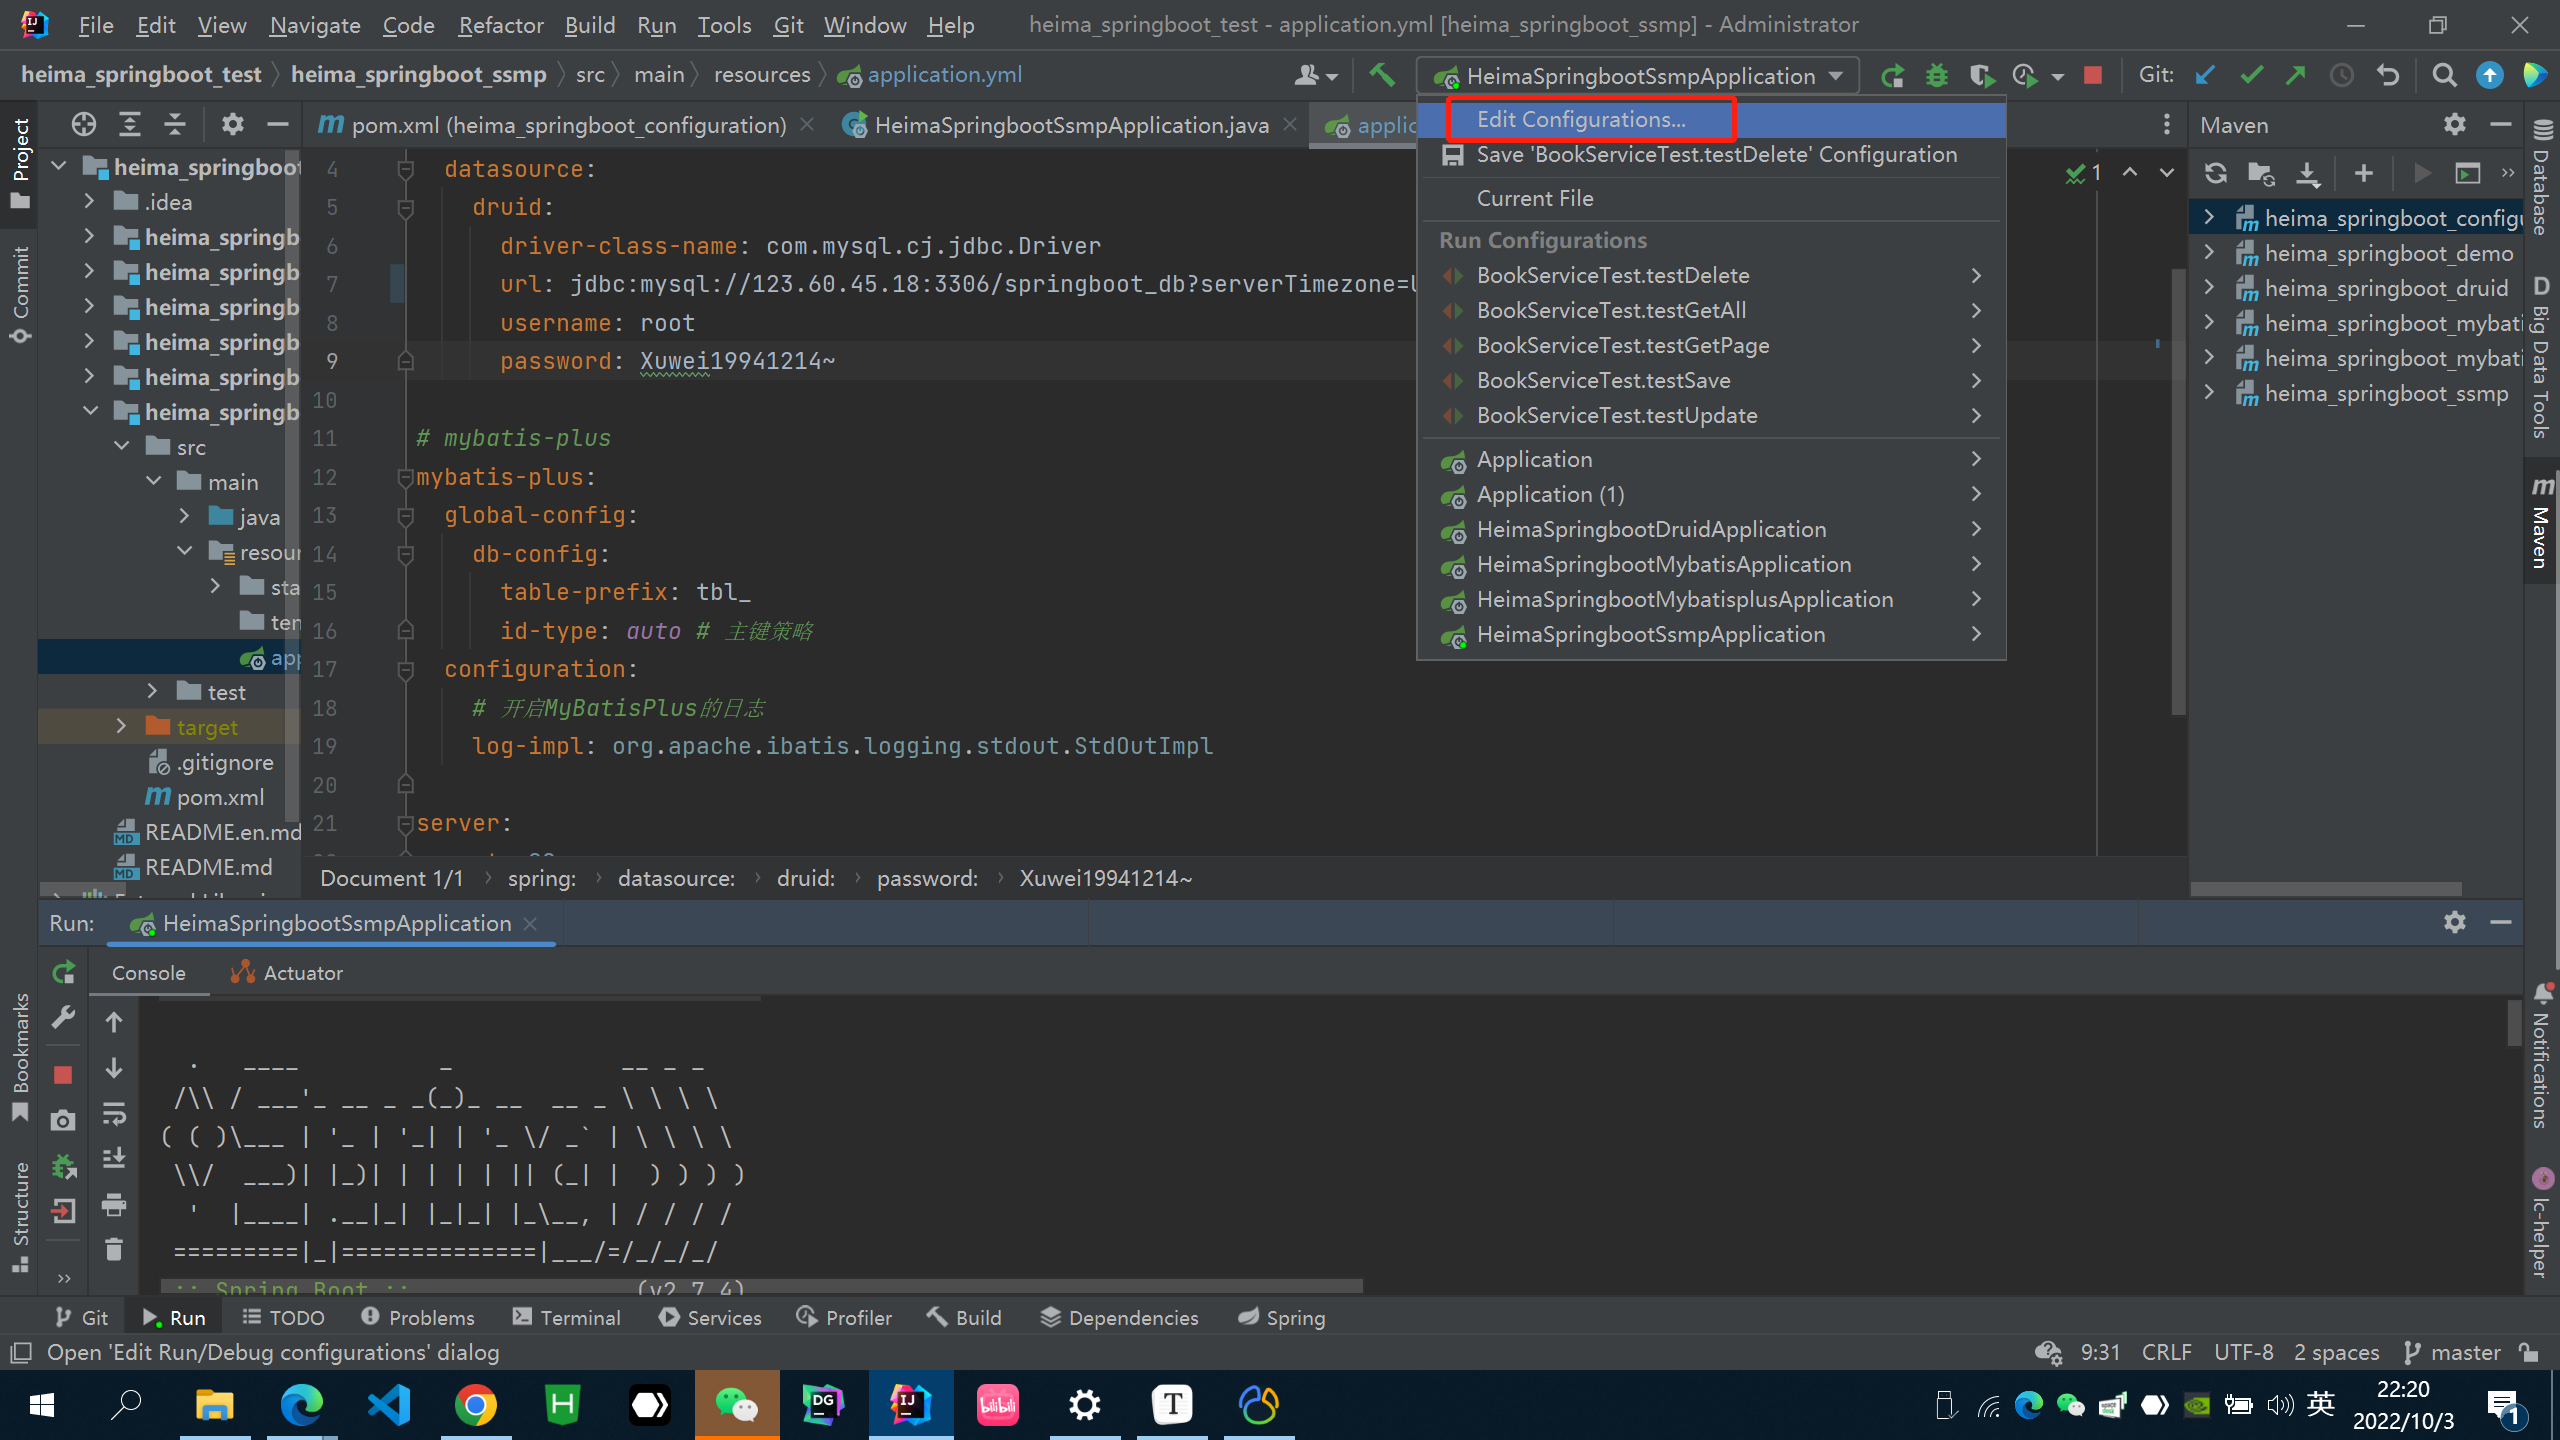 File Edit View Navigate Code Refactor Build Run Tools Git Window Help heima_springboot_test - application.yml [heima_springboot_ssmp] - Administrator
heima_springboot_test heima_springboot_ssmp src main resources application.yml HeimaSpringbootSsmpApplication Git:
pom.xml (heima_springboot_configuration) HeimaSpringbootSsmpApplication.java applic
Edit Configurations...
Save 'BookServiceTest.testDelete' Configuration
Current File
Run Configurations
BookServiceTest.testDelete
BookServiceTest.testGetAll
BookServiceTest.testGetPage
BookServiceTest.testSave
BookServiceTest.testUpdate
Application
Application (1)
HeimaSpringbootDruidApplication
HeimaSpringbootMybatisApplication
HeimaSpringbootMybatisplusApplication
HeimaSpringbootSsmpApplication
Project
Commit
Bookmarks
Structure
heima_springboot
.idea
heima_springb
heima_springb
heima_springb
heima_springb
heima_springb
heima_springb
src
main
java
resour
sta
tem
app
test
target
.gitignore
pom.xml
README.en.md
README.md
4 datasource:
5 druid:
6 driver-class-name: com.mysql.cj.jdbc.Driver
7 url: jdbc:mysql://123.60.45.18:3306/springboot_db?serverTimezone=U
8 username: root
9 password: Xuwei19941214~
10
11 # mybatis-plus
12 mybatis-plus:
13 global-config:
14 db-config:
15 table-prefix: tbl_
16 id-type: auto # 主键策略
17 configuration:
18 # 开启MyBatisPlus的日志
19 log-impl: org.apache.ibatis.logging.stdout.StdOutImpl
20
21 server:
1
Document 1/1 spring: datasource: druid: password: Xuwei19941214~
Maven
heima_springboot_configu
heima_springboot_demo
heima_springboot_druid
heima_springboot_mybati
heima_springboot_mybati
heima_springboot_ssmp
Database
Big Data Tools
Maven
Notifications
lc-helper
Run: HeimaSpringbootSsmpApplication
Console Actuator
  .   ____          _            __ _ _
 /\\ / ___'_ __ _ _(_)_ __  __ _ \ \ \ \
( ( )\___ | '_ | '_| | '_ \/ _` | \ \ \ \
 \\/  ___)| |_)| | | | | || (_| |  ) ) ) )
  '  |____| .__|_| |_|_| |_\__, | / / / /
 =========|_|==============|___/=/_/_/_/
 :: Spring Boot ::                (v2.7.4)
Git Run TODO Problems Terminal Services Profiler Build Dependencies Spring
Open 'Edit Run/Debug configurations' dialog 9:31 CRLF UTF-8 2 spaces master
英
22:20
2022/10/3
1